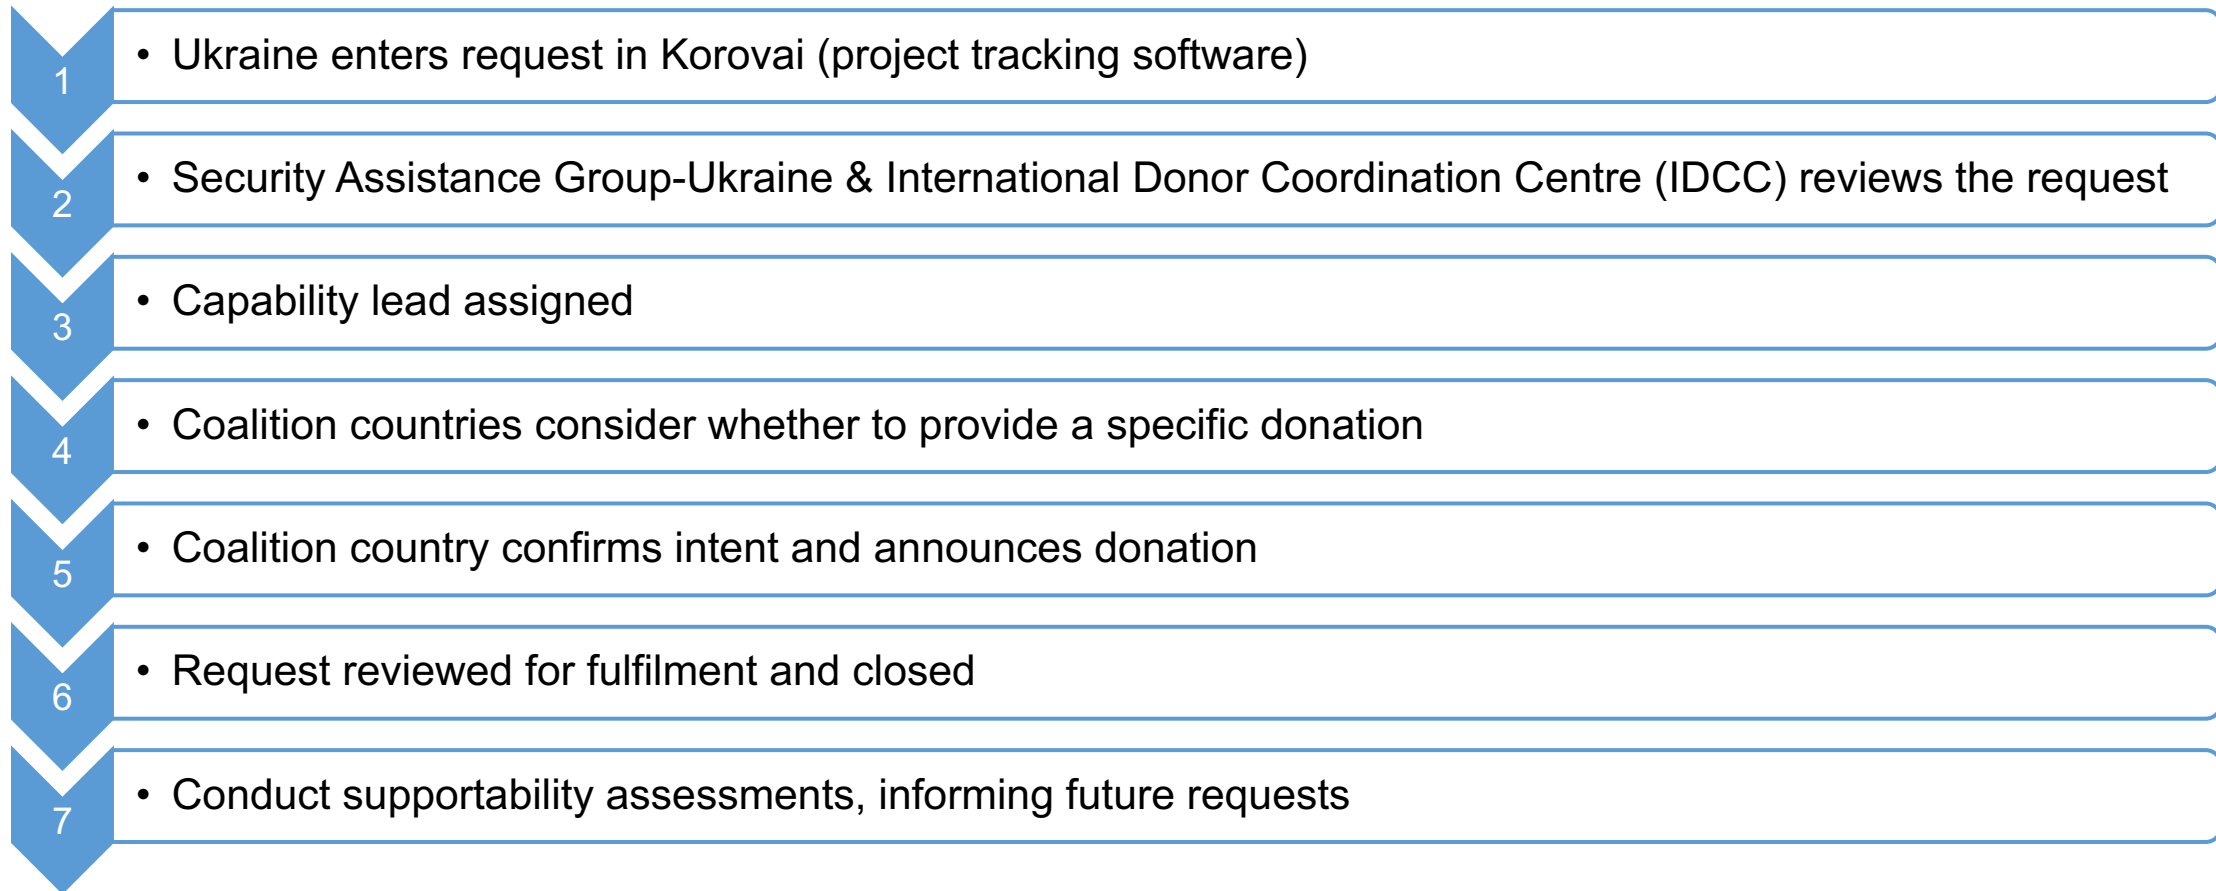 1
• Ukraine enters request in Korovai (project tracking software)
2
• Security Assistance Group-Ukraine & International Donor Coordination Centre (IDCC) reviews the request
3
• Capability lead assigned
4
• Coalition countries consider whether to provide a specific donation
5
• Coalition country confirms intent and announces donation
6
• Request reviewed for fulfilment and closed
7
• Conduct supportability assessments, informing future requests